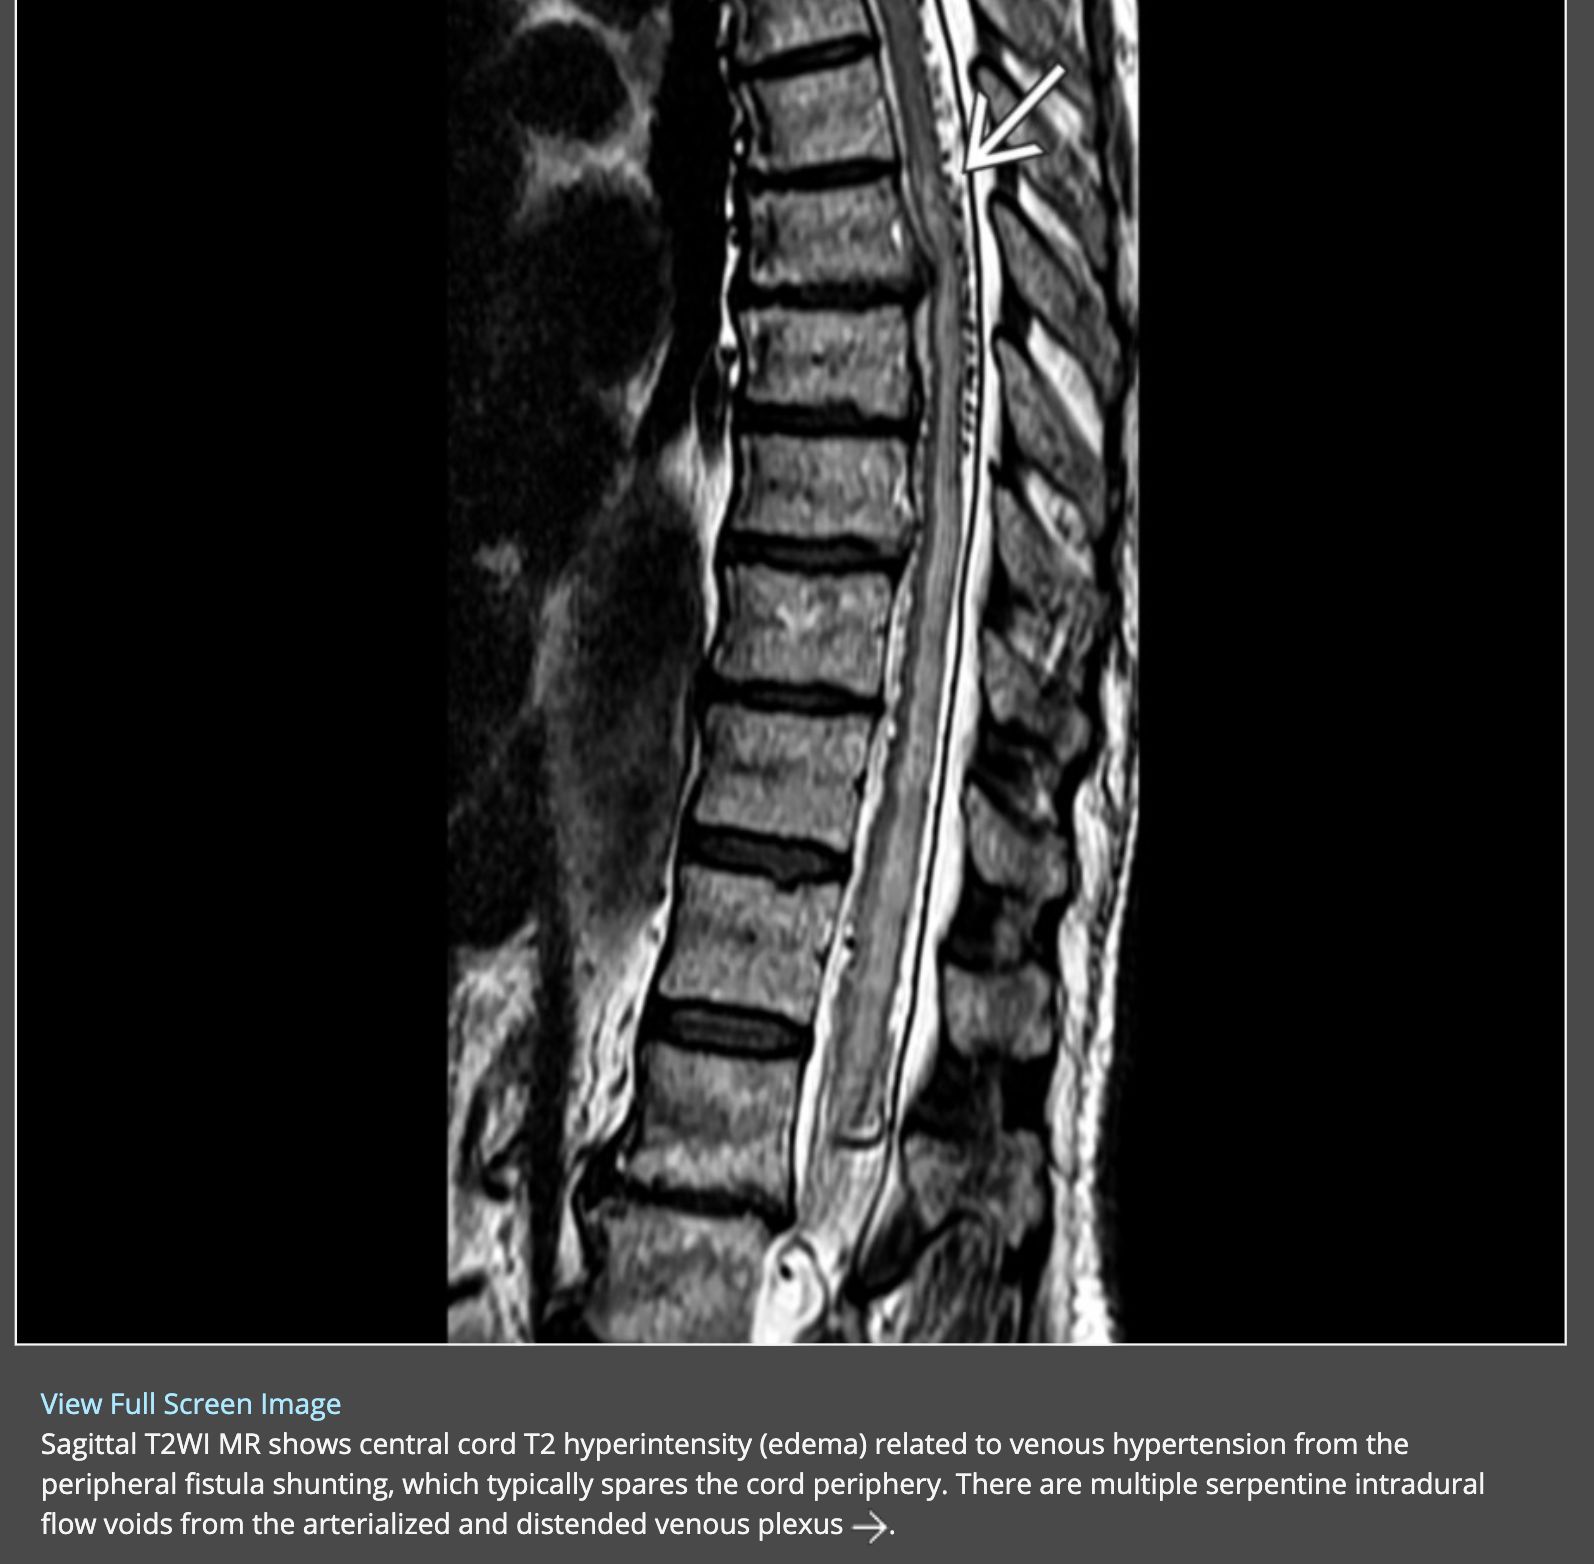 View Full Screen Image
Sagittal T2WI MR shows central cord T2 hyperintensity (edema) related to venous hypertension from the
peripheral fistula shunting, which typically spares the cord periphery. There are multiple serpentine intradural
flow voids from the arterialized and distended venous plexus →.